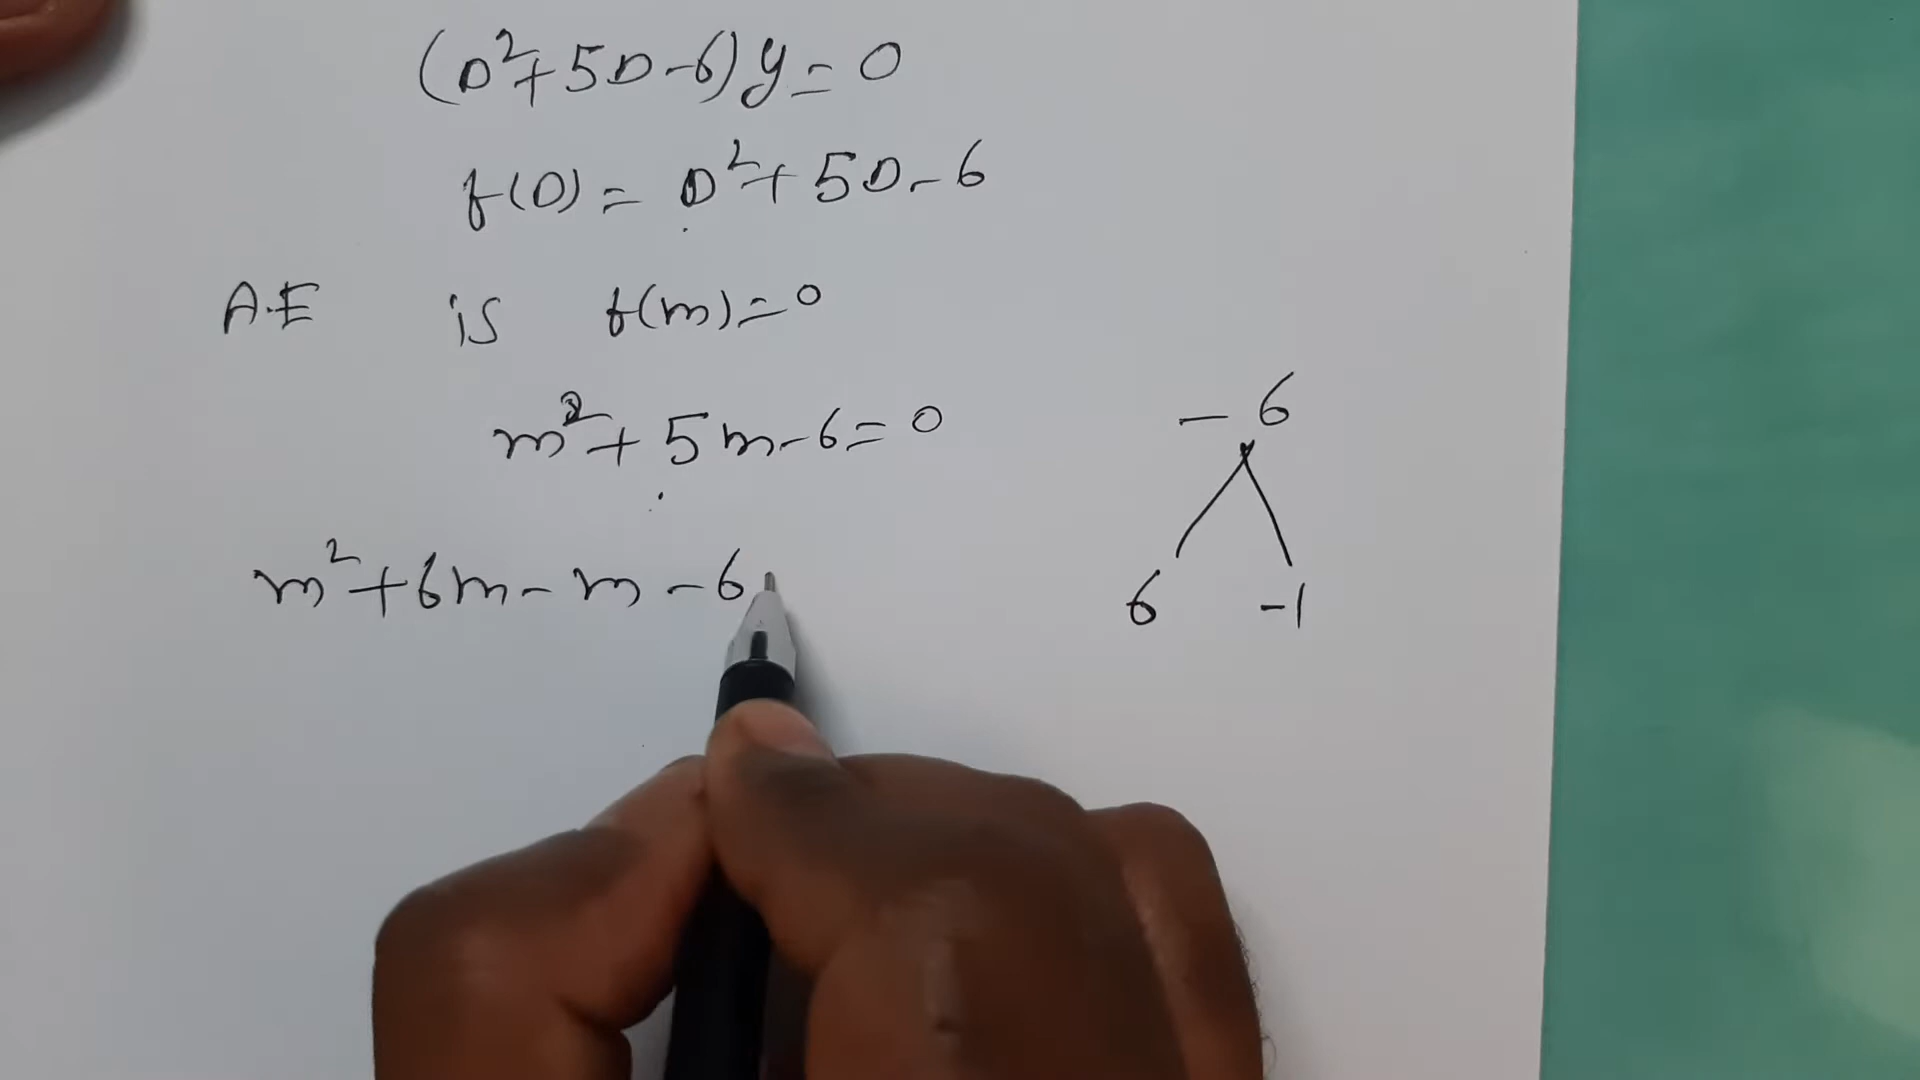 (D²+5D-6)y=0
f(D)= D²+5D-6
A.E is f(m)=0
m²+5m-6=0
-6
6 -1
m²+6m-m-6